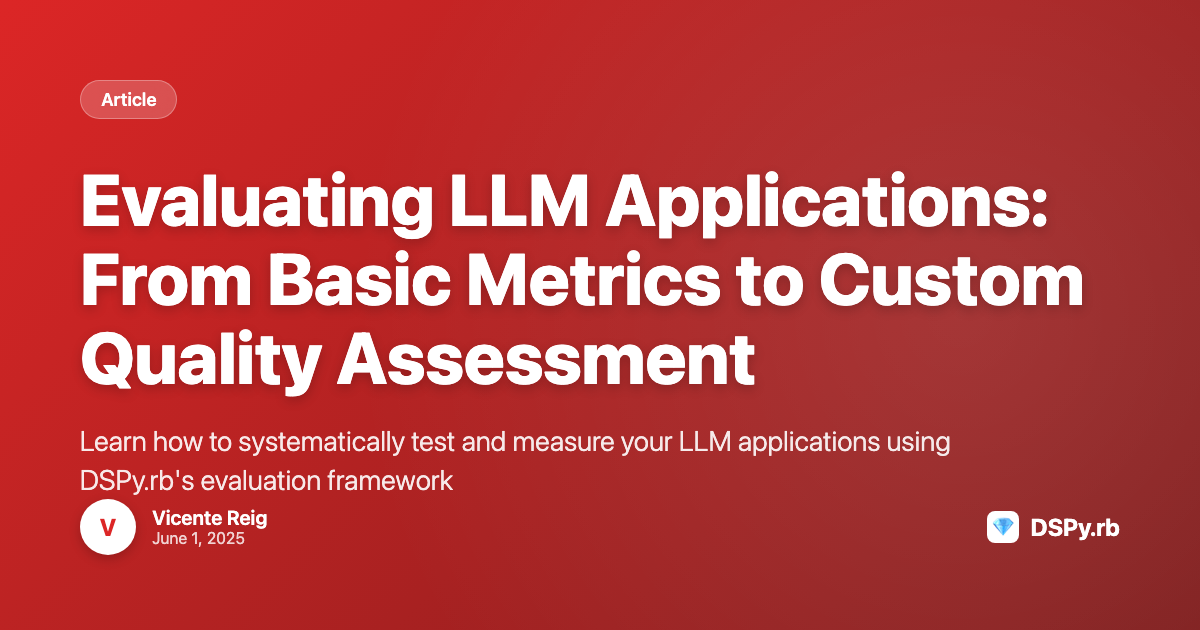 Article
Evaluating LLM Applications:
From Basic Metrics to Custom
Quality Assessment
Learn how to systematically test and measure your LLM applications using
DSPy.rb's evaluation framework
V
Vicente Reig
June 1, 2025
DSPy.rb